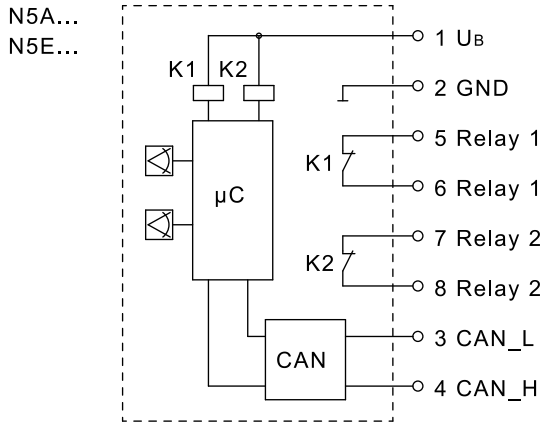 N5A...
N5E...
1 UB
K1 K2
2 GND
5 Relay 1
K1
6 Relay 1
µC
7 Relay 2
K2
8 Relay 2
3 CAN_L
CAN
4 CAN_H